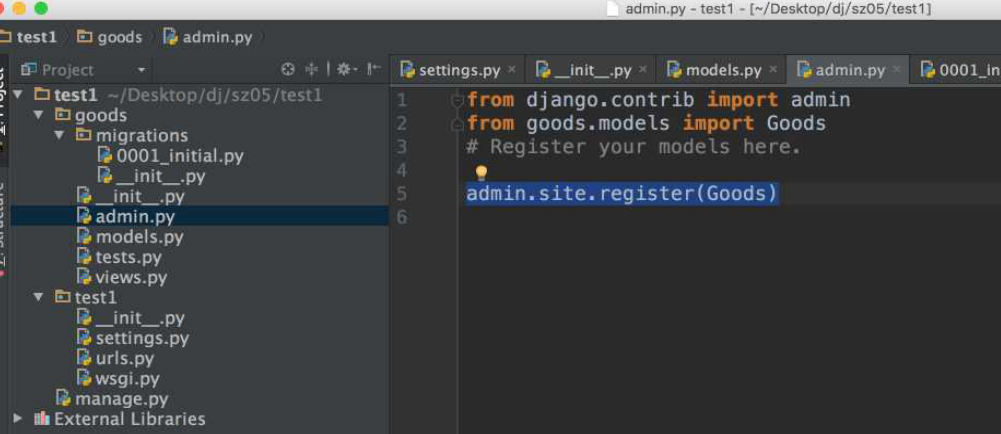 admin.py - test1 - [~/Desktop/dj/sz05/test1]
test1 goods admin.py
Project
settings.py × __init__.py × models.py × admin.py × 0001_in
test1 ~/Desktop/dj/sz05/test1
goods
migrations
0001_initial.py
__init__.py
__init__.py
admin.py
models.py
tests.py
views.py
test1
__init__.py
settings.py
urls.py
wsgi.py
manage.py
External Libraries
1 from django.contrib import admin
2 from goods.models import Goods
3 # Register your models here.
4
5 admin.site.register(Goods)
6